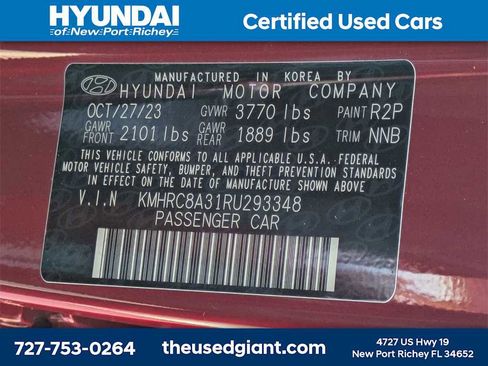 HYUNDAI
of New Port Richey
Certified Used Cars
MANUFACTURED IN KOREA BY
HYUNDAI MOTOR COMPANY
OCT/27/23 GVWR 3770 lbs PAINT R2P
GAWR FRONT 2101 lbs GAWR REAR 1889 lbs TRIM NNB
THIS VEHICLE CONFORMS TO ALL APPLICABLE U.S.A. FEDERAL
MOTOR VEHICLE SAFETY, BUMPER, AND THEFT PREVENTION
STANDARDS IN EFFECT ON THE DATE OF MANUFACTURE
SHOWN ABOVE.
V.I.N KMHRC8A31RU293348
PASSENGER CAR
727-753-0264
theusedgiant.com
4727 US Hwy 19
New Port Richey FL 34652